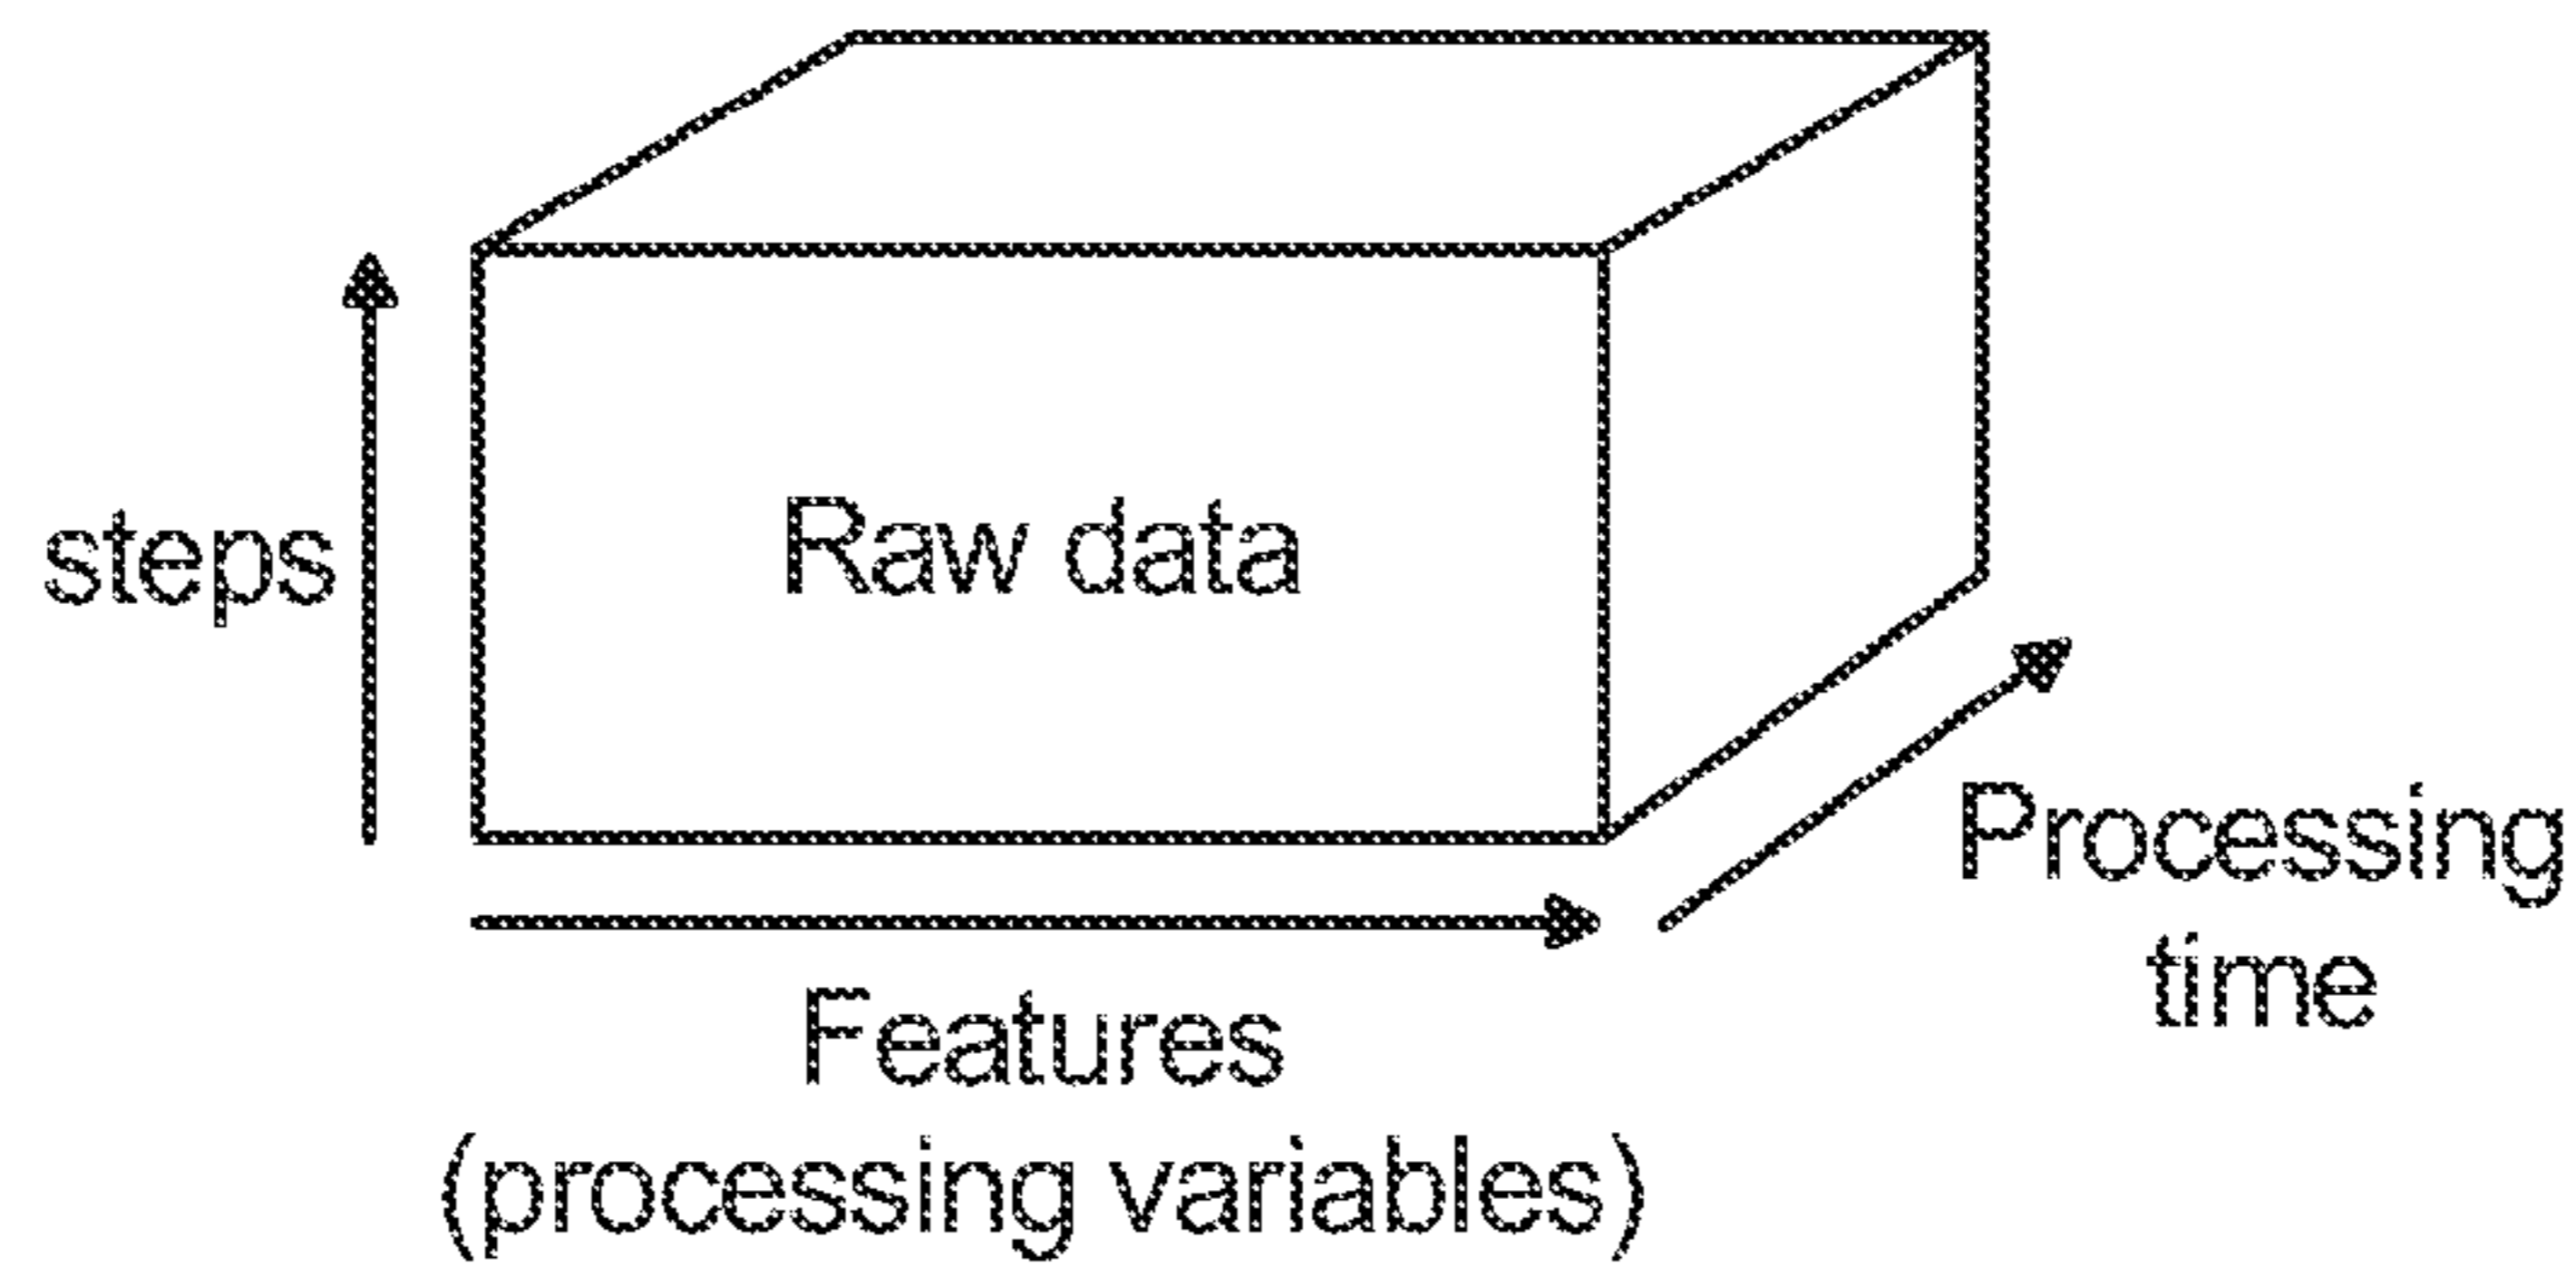 steps
Raw data
Processing
time
Features
(processing variables)